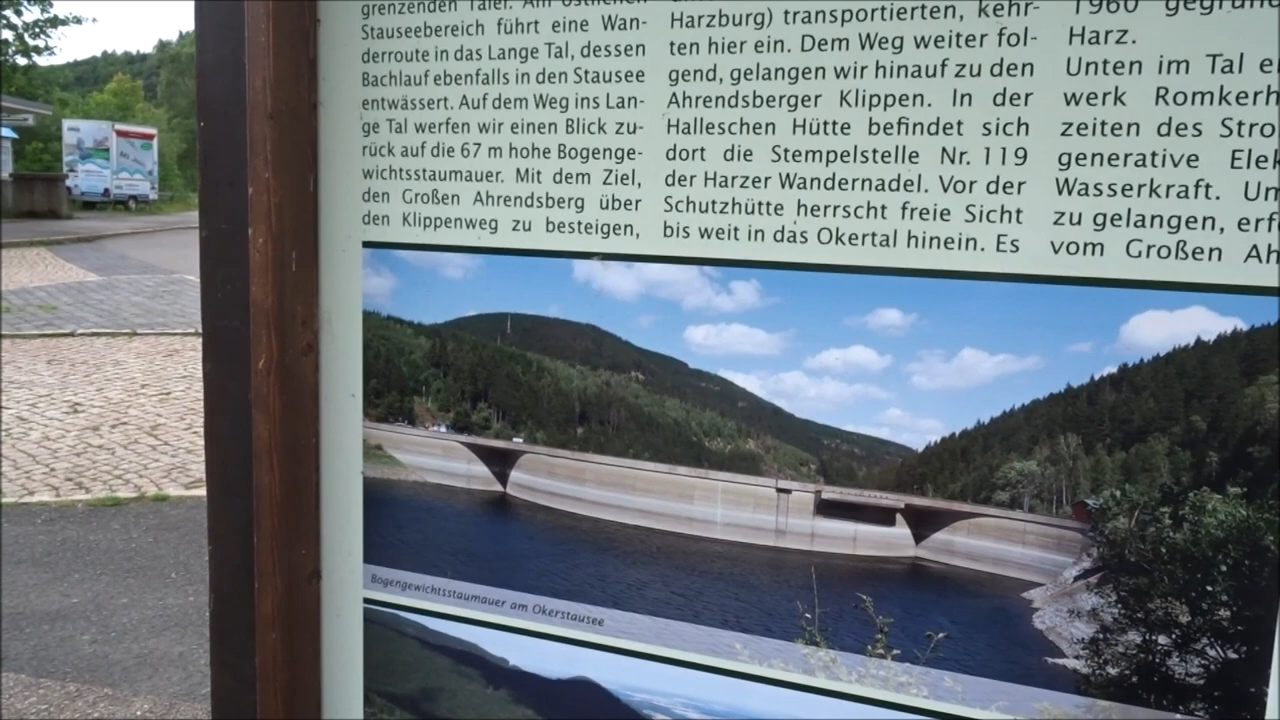 grenzenden Täler. Am östlichen
Stauseebereich führt eine Wan-
derroute in das Lange Tal, dessen
Bachlauf ebenfalls in den Stausee
entwässert. Auf dem Weg ins Lan-
ge Tal werfen wir einen Blick zu-
rück auf die 67 m hohe Bogenge-
wichtsstaumauer. Mit dem Ziel,
den Großen Ahrendsberg über
den Klippenweg zu besteigen,
Harzburg) transportierten, kehr-
ten hier ein. Dem Weg weiter fol-
gend, gelangen wir hinauf zu den
Ahrendsberger Klippen. In der
Halleschen Hütte befindet sich
dort die Stempelstelle Nr. 119
der Harzer Wandernadel. Vor der
Schutzhütte herrscht freie Sicht
bis weit in das Okertal hinein. Es
1960 gegrün
Harz.
Unten im Tal
werk Romkerh
zeiten des Stro
generative Elek
Wasserkraft. Um
zu gelangen, erf
vom Großen Ah
Bogengewichtsstaumauer am Okerstausee